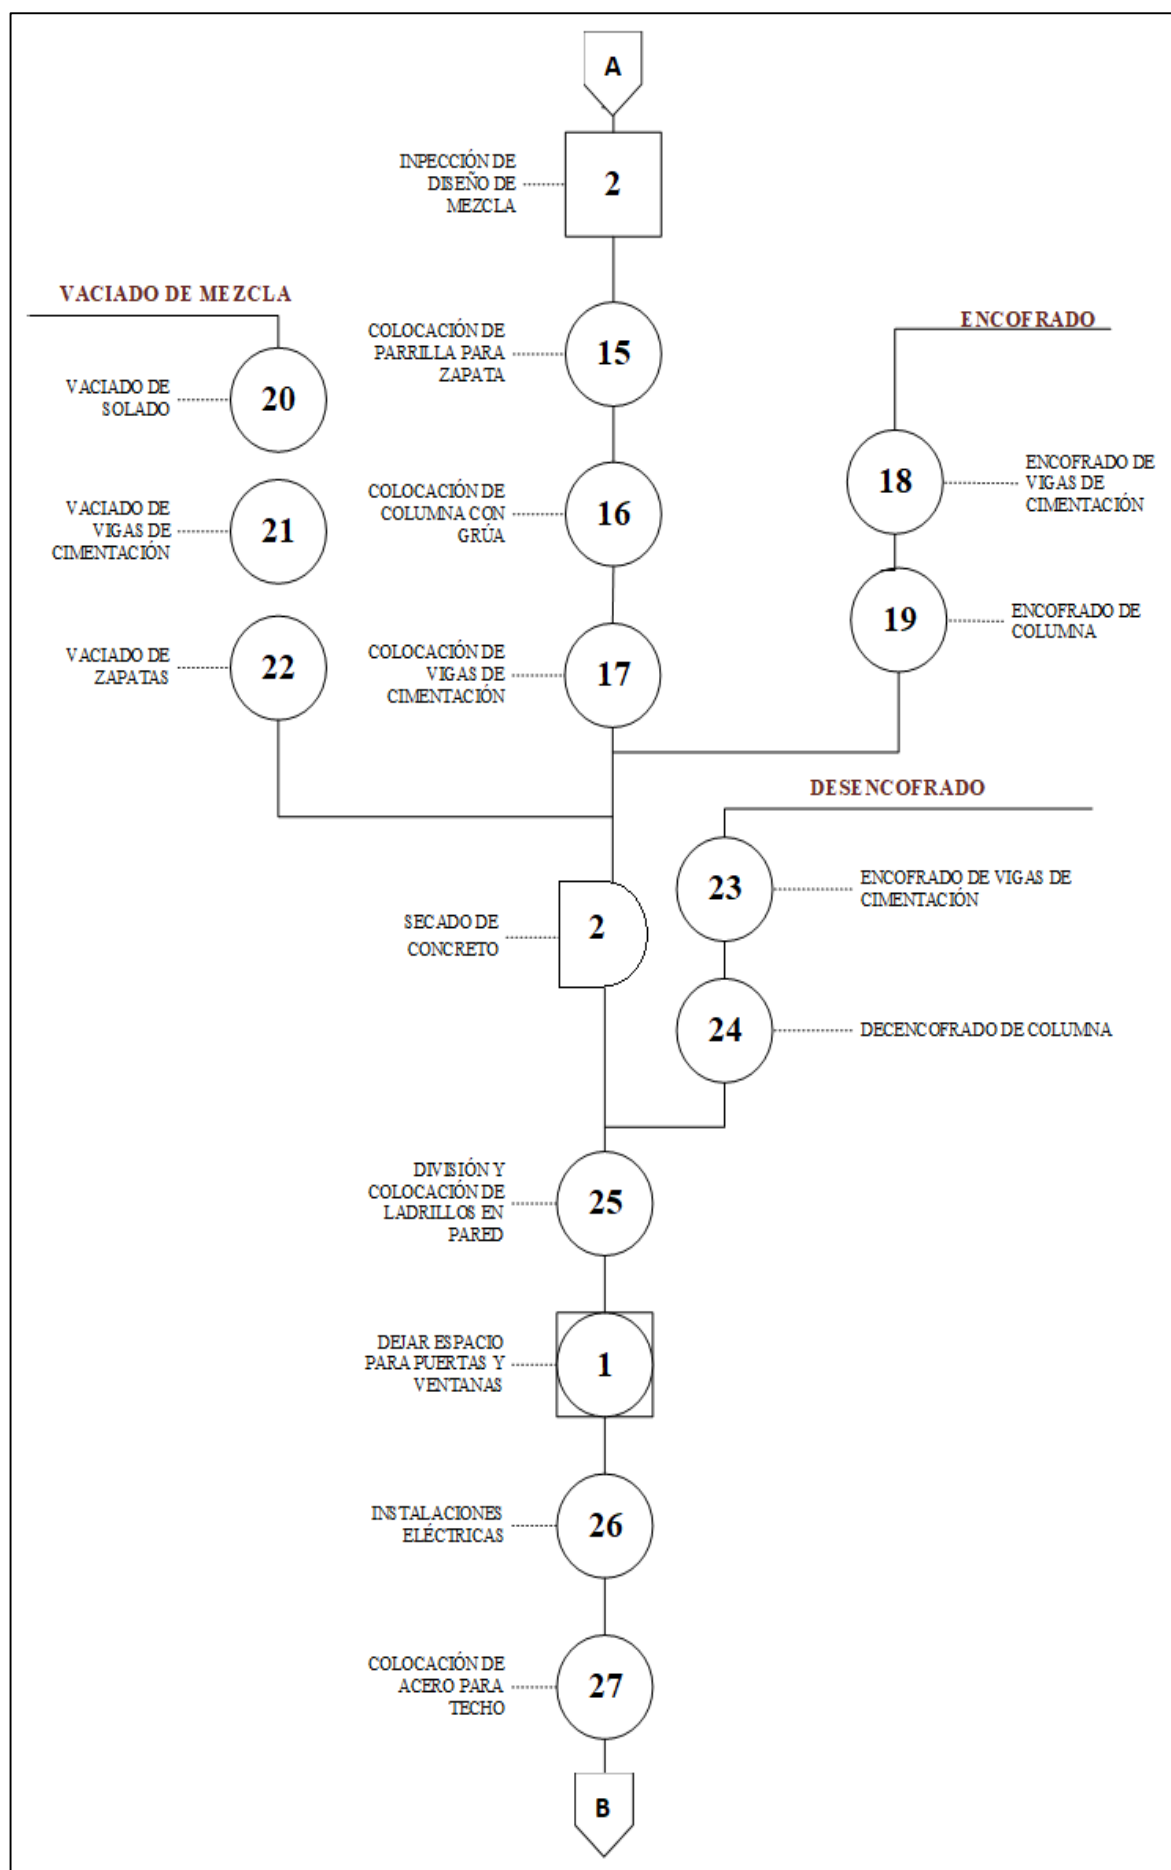 A
INPECCIÓN DE
DISEÑO DE
MEZCLA
2
VACIADO DE MEZCLA
ENCOFRADO
COLOCACIÓN DE
PARRILLA PARA
ZAPATA
15
VACIADO DE
SOLADO
20
18
ENCOFRADO DE
VIGAS DE
CIMENTACIÓN
COLOCACIÓN DE
COLUMNA CON
GRÚA
16
VACIADO DE
VIGAS DE
CIMENTACIÓN
21
19
ENCOFRADO DE
COLUMNA
VACIADO DE
ZAPATAS
22
COLOCACIÓN DE
VIGAS DE
CIMENTACIÓN
17
DESENCOFRADO
23
ENCOFRADO DE VIGAS DE
CIMENTACIÓN
SECADO DE
CONCRETO
2
24
DECENCOFRADO DE COLUMNA
DIVISIÓN Y
COLOCACIÓN DE
LADRILLOS EN
PARED
25
DEJAR ESPACIO
PARA PUERTAS Y
VENTANAS
1
INSTALACIONES
ELÉCTRICAS
26
COLOCACIÓN DE
ACERO PARA
TECHO
27
B